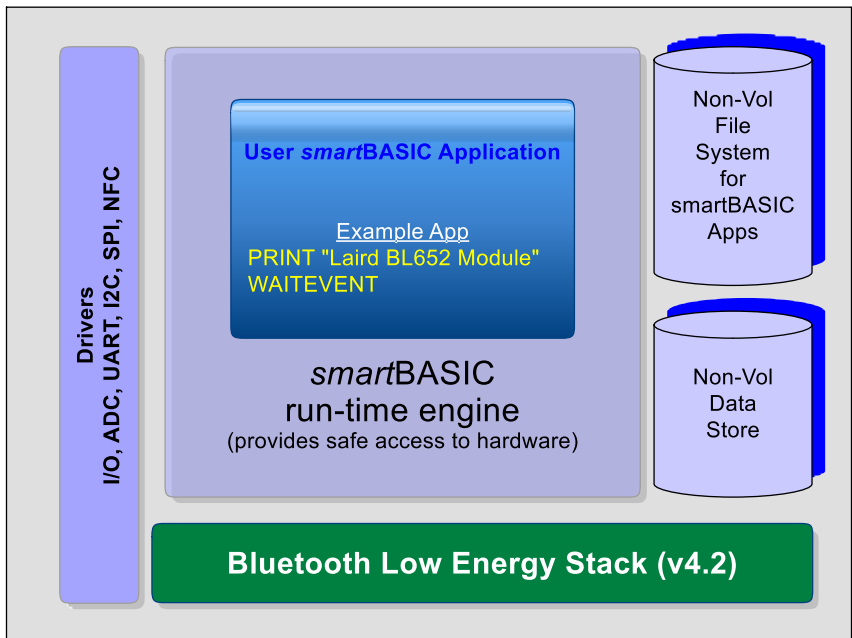 Drivers
I/O, ADC, UART, I2C, SPI, NFC
User smartBASIC Application
Example App
PRINT "Laird BL652 Module"
WAITEVENT
smartBASIC
run-time engine
(provides safe access to hardware)
Non-Vol
File
System
for
smartBASIC
Apps
Non-Vol
Data
Store
Bluetooth Low Energy Stack (v4.2)